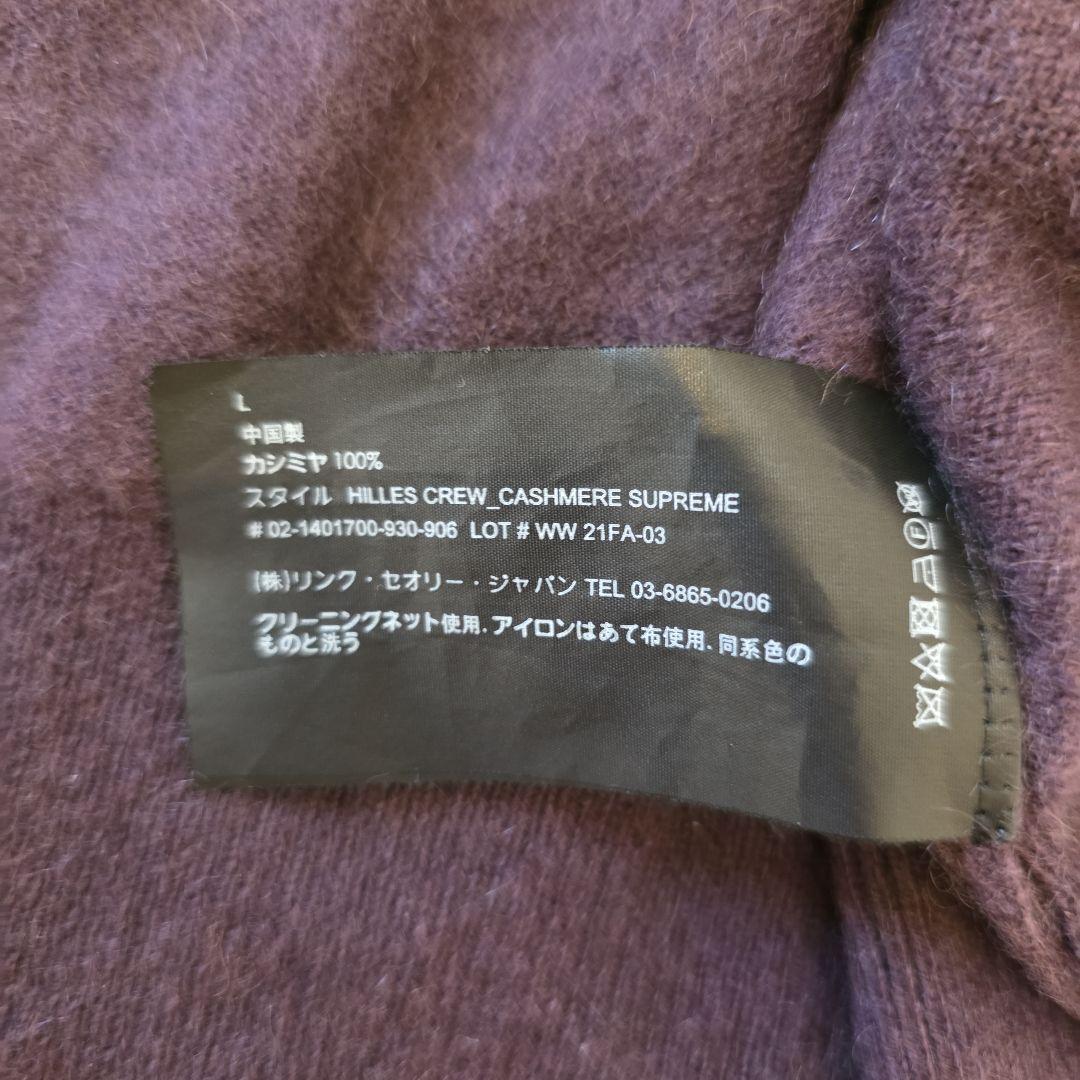 L
中国製
カシミヤ 100%
スタイル HILLES CREW_CASHMERE SUPREME
# 02-1401700-930-906 LOT # WW 21FA-03
(株)リンク・セオリー・ジャパン TEL 03-6865-0206
クリーニングネット使用.アイロンはあて布使用.同系色の
ものと洗う